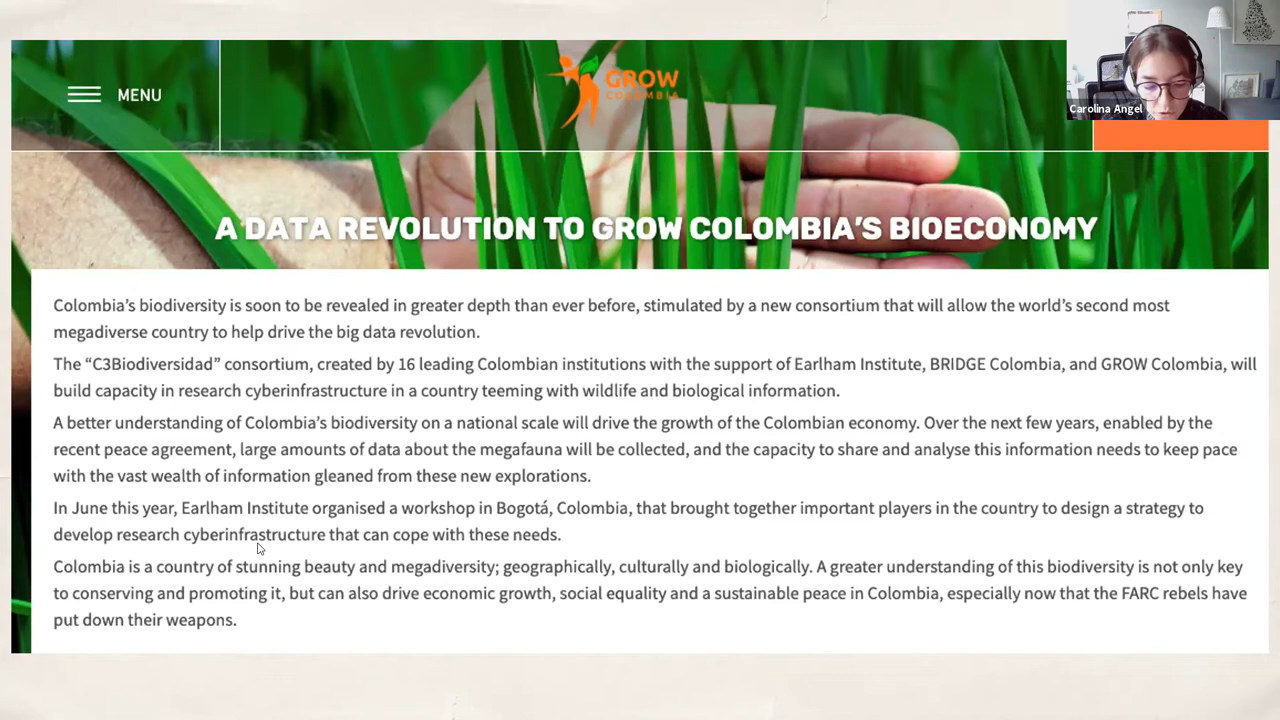 MENU
GROW
COLOMBIA
Carolina Angel
A DATA REVOLUTION TO GROW COLOMBIA'S BIOECONOMY
Colombia's biodiversity is soon to be revealed in greater depth than ever before, stimulated by a new consortium that will allow the world's second most
megadiverse country to help drive the big data revolution.
The “C3Biodiversidad” consortium, created by 16 leading Colombian institutions with the support of Earlham Institute, BRIDGE Colombia, and GROW Colombia, will
build capacity in research cyberinfrastructure in a country teeming with wildlife and biological information.
A better understanding of Colombia's biodiversity on a national scale will drive the growth of the Colombian economy. Over the next few years, enabled by the
recent peace agreement, large amounts of data about the megafauna will be collected, and the capacity to share and analyse this information needs to keep pace
with the vast wealth of information gleaned from these new explorations.
In June this year, Earlham Institute organised a workshop in Bogotá, Colombia, that brought together important players in the country to design a strategy to
develop research cyberinfrastructure that can cope with these needs.
Colombia is a country of stunning beauty and megadiversity; geographically, culturally and biologically. A greater understanding of this biodiversity is not only key
to conserving and promoting it, but can also drive economic growth, social equality and a sustainable peace in Colombia, especially now that the FARC rebels have
put down their weapons.